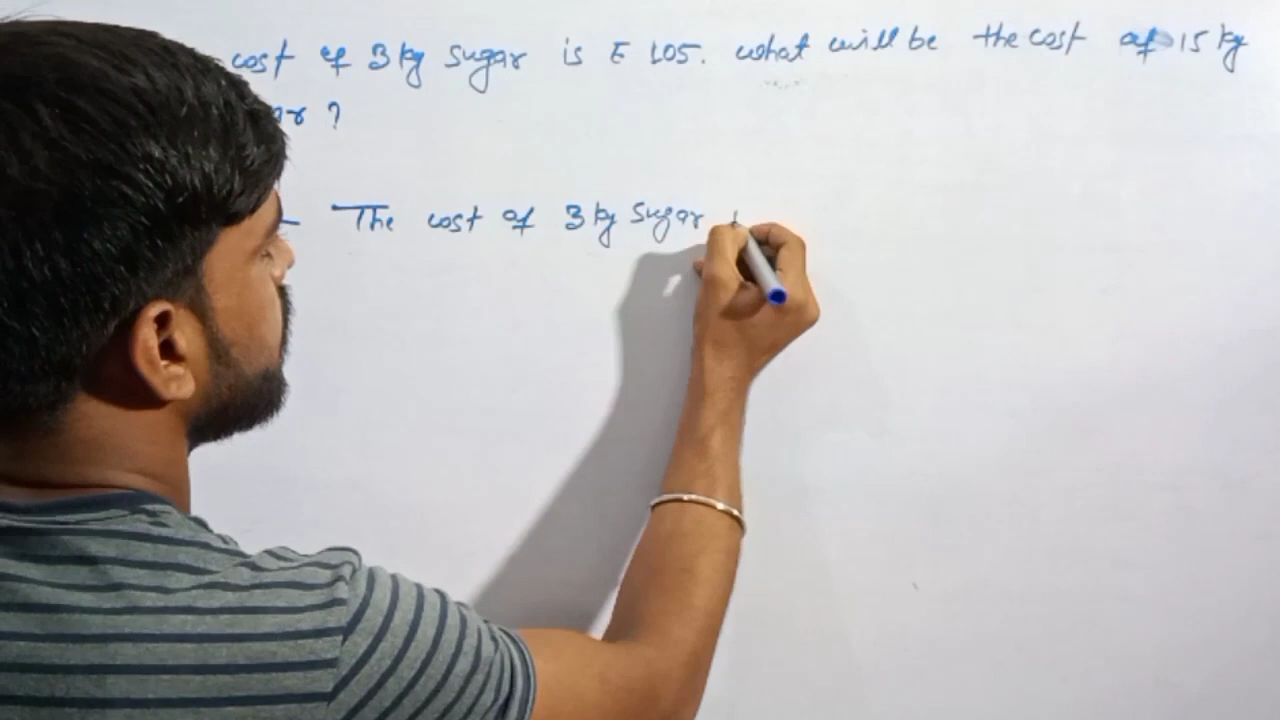 cost of 3 kg sugar is E 105. what will be the cost of 15 kg
ar ?
The cost of 3 kg sugar